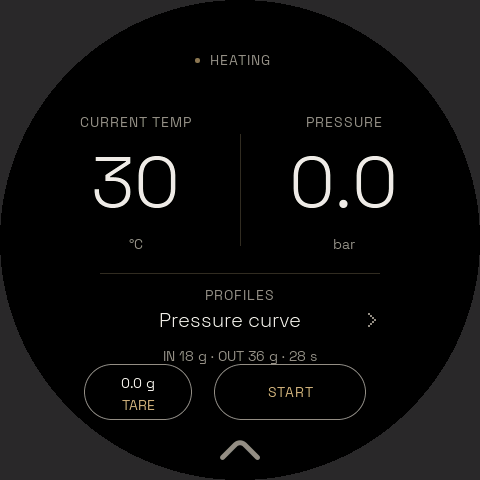 HEATING
CURRENT TEMP
PRESSURE
30
0.0
°C
bar
PROFILES
Pressure curve
IN 18 g · OUT 36 g · 28 s
0.0 g
TARE
START